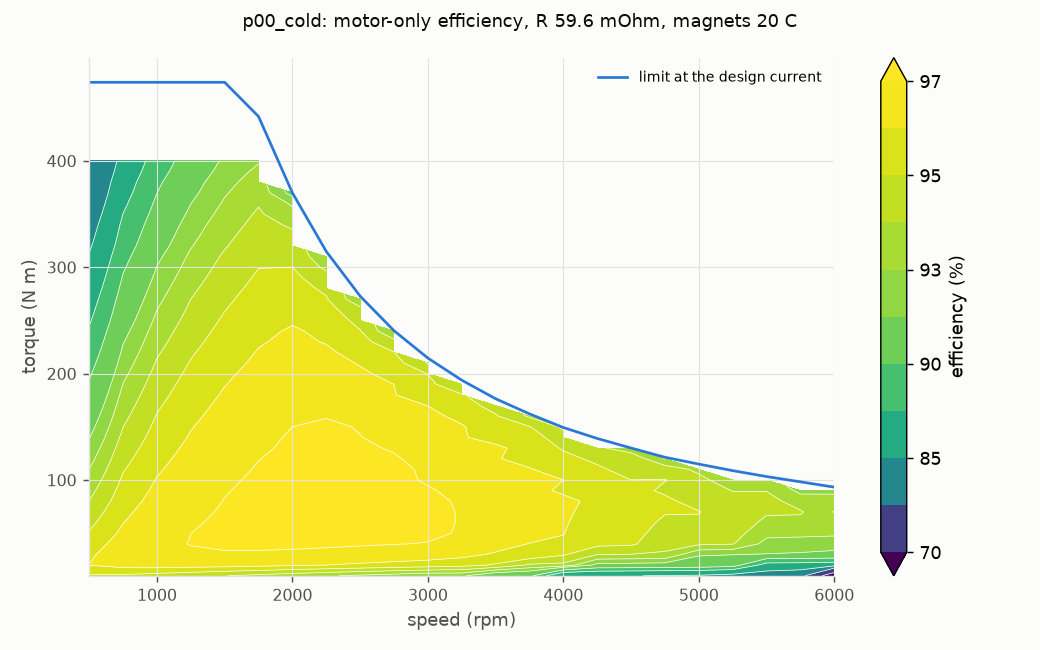 p00_cold: motor-only efficiency, R 59.6 mOhm, magnets 20 C
limit at the design current
400
300
200
100
torque (N m)
1000 2000 3000 4000 5000 6000
speed (rpm)
97
95
93
90
85
70
efficiency (%)